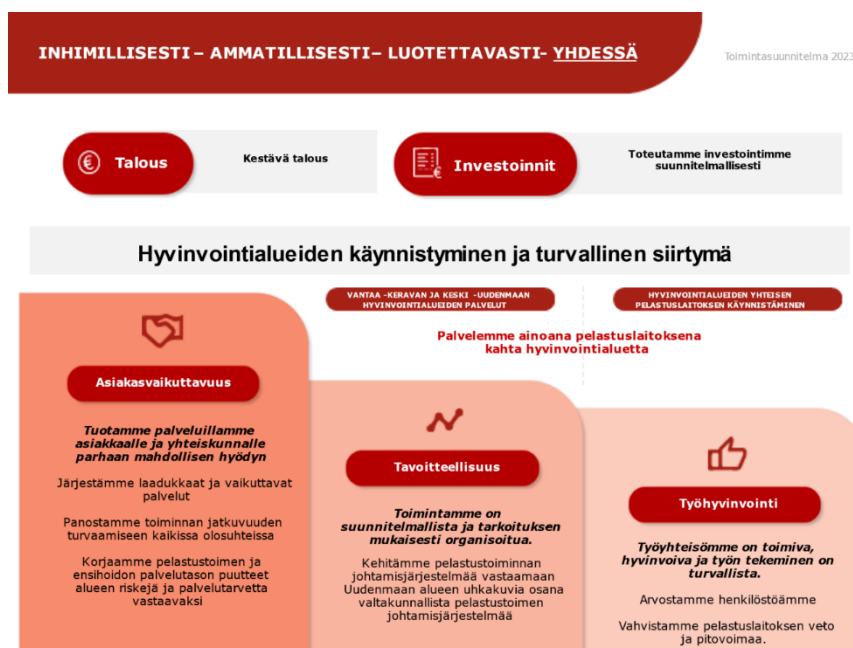 INHIMILLISESTI – AMMATILLISESTI– LUOTETTAVASTI- YHDESSÄ
Toimintasuunnitelma 2023
Talous
Kestävä talous
Investoinnit
Toteutamme investointimme
suunnitelmallisesti
Hyvinvointialueiden käynnistyminen ja turvallinen siirtymä
VANTAA -KERAVAN JA KESKI -UUDENMAAN
HYVINVOINTIALUEIDEN PALVELUT
HYVINVOINTIALUEIDEN YHTEISEN
PELASTUSLAITOKSEN KÄYNNISTÄMINEN
Palvelemme ainoana pelastuslaitoksena
kahta hyvinvointialuetta
Asiakasvaikuttavuus
Tuotamme palveluillamme
asiakkaalle ja yhteiskunnalle
parhaan mahdollisen hyödyn
Järjestämme laadukkaat ja vaikuttavat
palvelut
Panostamme toiminnan jatkuvuuden
turvaamiseen kaikissa olosuhteissa
Korjaamme pelastustoimen ja
ensihoidon palvelutason puutteet
alueen riskejä ja palvelutarvetta
vastaavaksi
Tavoitteellisuus
Toimintamme on
suunnitelmallista ja tarkoituksen
mukaisesti organisoitua.
Kehitämme pelastustoiminnan
johtamisjärjestelmää vastaamaan
Uudenmaan alueen uhkakuvia osana
valtakunnallista pelastustoimen
johtamisjärjestelmää
Työhyvinvointi
Työyhteisömme on toimiva,
hyvinvoiva ja työn tekeminen on
turvallista.
Arvostamme henkilöstöämme
Vahvistamme pelastuslaitoksen veto
ja pitovoimaa.